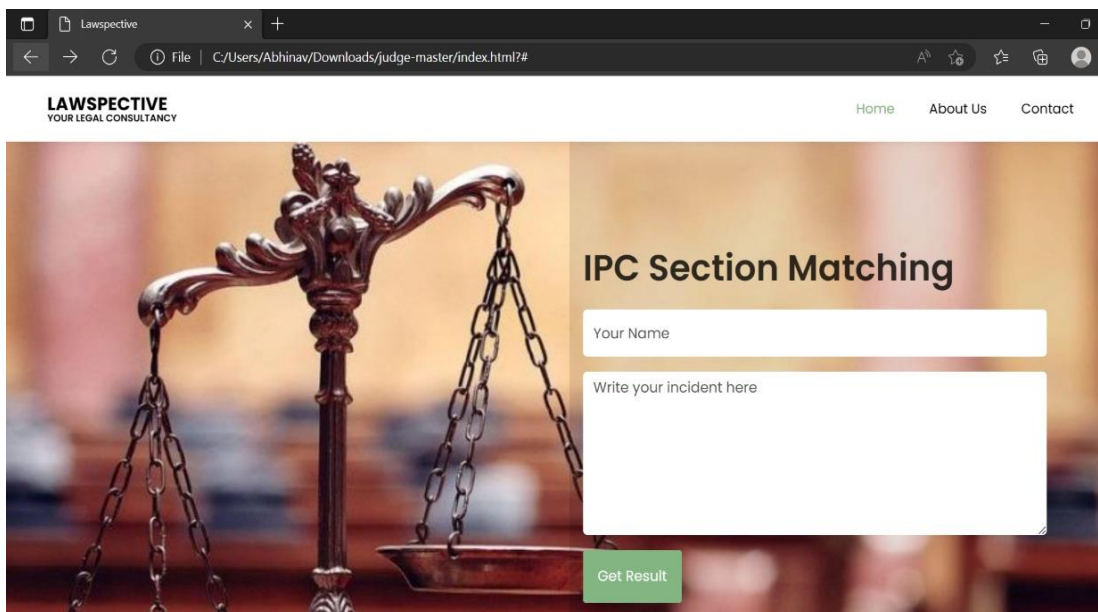 Lawspective
File
C:/Users/Abhinav/Downloads/judge-master/index.html?#
LAWSPECTIVE
YOUR LEGAL CONSULTANCY
Home About Us Contact
IPC Section Matching
Your Name
Write your incident here
Get Result